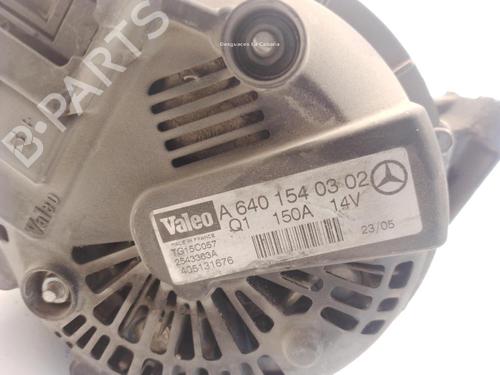 Desguaces La Cabaña
B-PARTS
Valeo
Valeo A 640 154 03 02
Q1 150A 14V
MADE IN FRANCE
TG15C057
2543363A
405131676
23/05